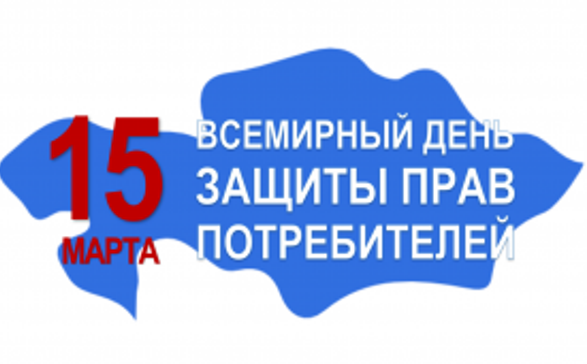 15
МАРТА
ВСЕМИРНЫЙ ДЕНЬ
ЗАЩИТЫ ПРАВ
ПОТРЕБИТЕЛЕЙ